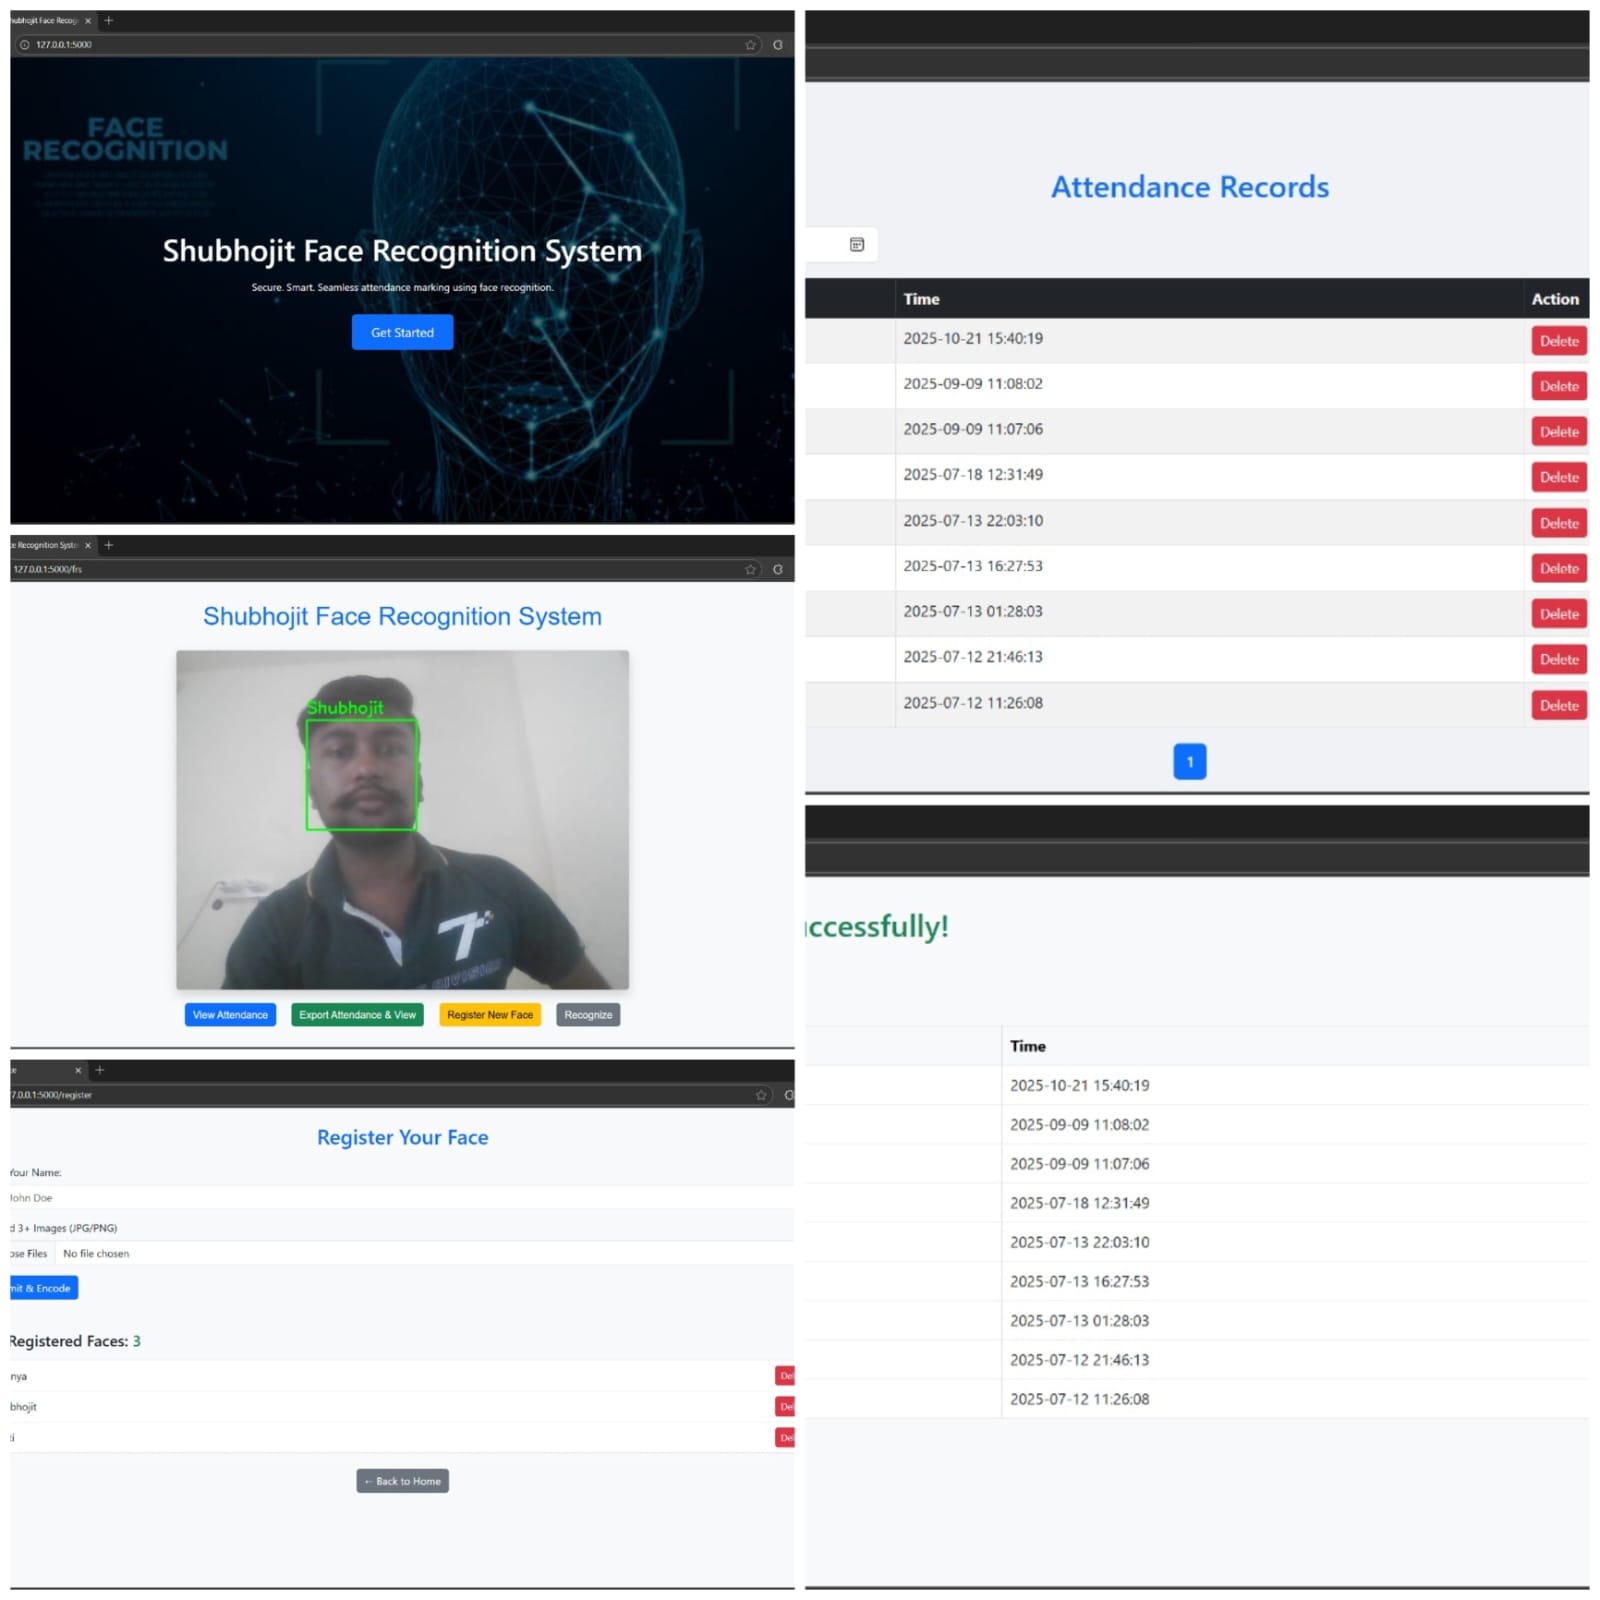 ubhojit Face Recog
127.0.0.1:5000
FACE
RECOGNITION
Shubhojit Face Recognition System
Secure. Smart. Seamless attendance marking using face recognition.
Get Started
e Recognition Syste
127.0.0.1:5000/frs
Shubhojit Face Recognition System
Shubhojit
DIVISION
View Attendance
Export Attendance & View
Register New Face
Recognize
7.0.0.1:5000/register
Register Your Face
Your Name:
John Doe
d 3+ Images (JPG/PNG)
ose Files No file chosen
mit & Encode
Registered Faces: 3
nya Del
bhojit Del
ti Del
← Back to Home
Attendance Records
Time Action
2025-10-21 15:40:19 Delete
2025-09-09 11:08:02 Delete
2025-09-09 11:07:06 Delete
2025-07-18 12:31:49 Delete
2025-07-13 22:03:10 Delete
2025-07-13 16:27:53 Delete
2025-07-13 01:28:03 Delete
2025-07-12 21:46:13 Delete
2025-07-12 11:26:08 Delete
1
ccessfully!
Time
2025-10-21 15:40:19
2025-09-09 11:08:02
2025-09-09 11:07:06
2025-07-18 12:31:49
2025-07-13 22:03:10
2025-07-13 16:27:53
2025-07-13 01:28:03
2025-07-12 21:46:13
2025-07-12 11:26:08